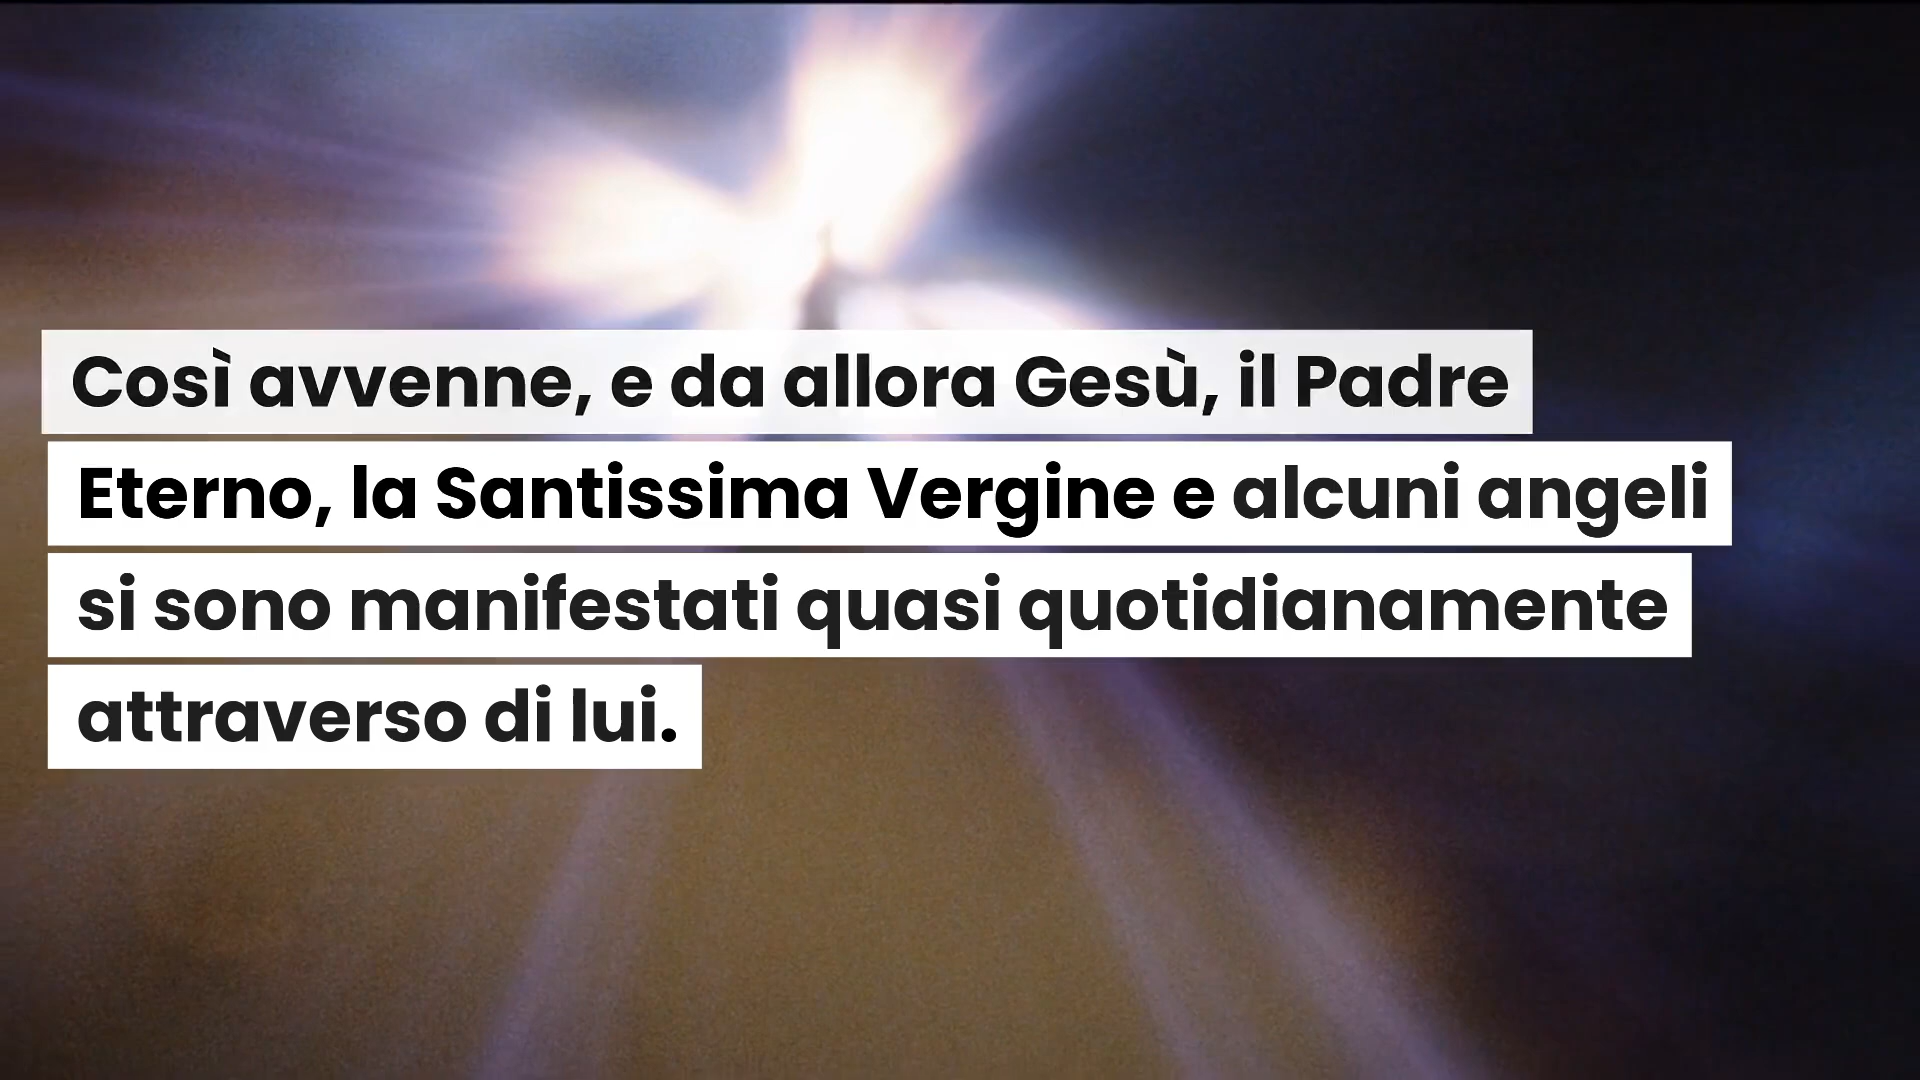 Così avvenne, e da allora Gesù, il Padre
Eterno, la Santissima Vergine e alcuni angeli
si sono manifestati quasi quotidianamente
attraverso di lui.